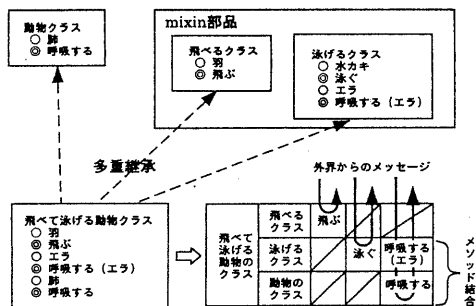 動物クラス
○ 肺
◎ 呼吸する
mixin部品
飛べるクラス
○ 羽
◎ 飛ぶ
泳げるクラス
○ 水カキ
◎ 泳ぐ
○ エラ
◎ 呼吸する(エラ)
多重継承
飛べて泳げる動物クラス
○ 羽
◎ 飛ぶ
○ エラ
◎ 呼吸する(エラ)
○ 肺
◎ 呼吸する
外界からのメッセージ
飛べて泳げる動物のクラス
飛べる
クラス
飛ぶ
泳げる
クラス
泳ぐ
呼吸する
(エラ)
動物の
クラス
呼吸する
メソッド結